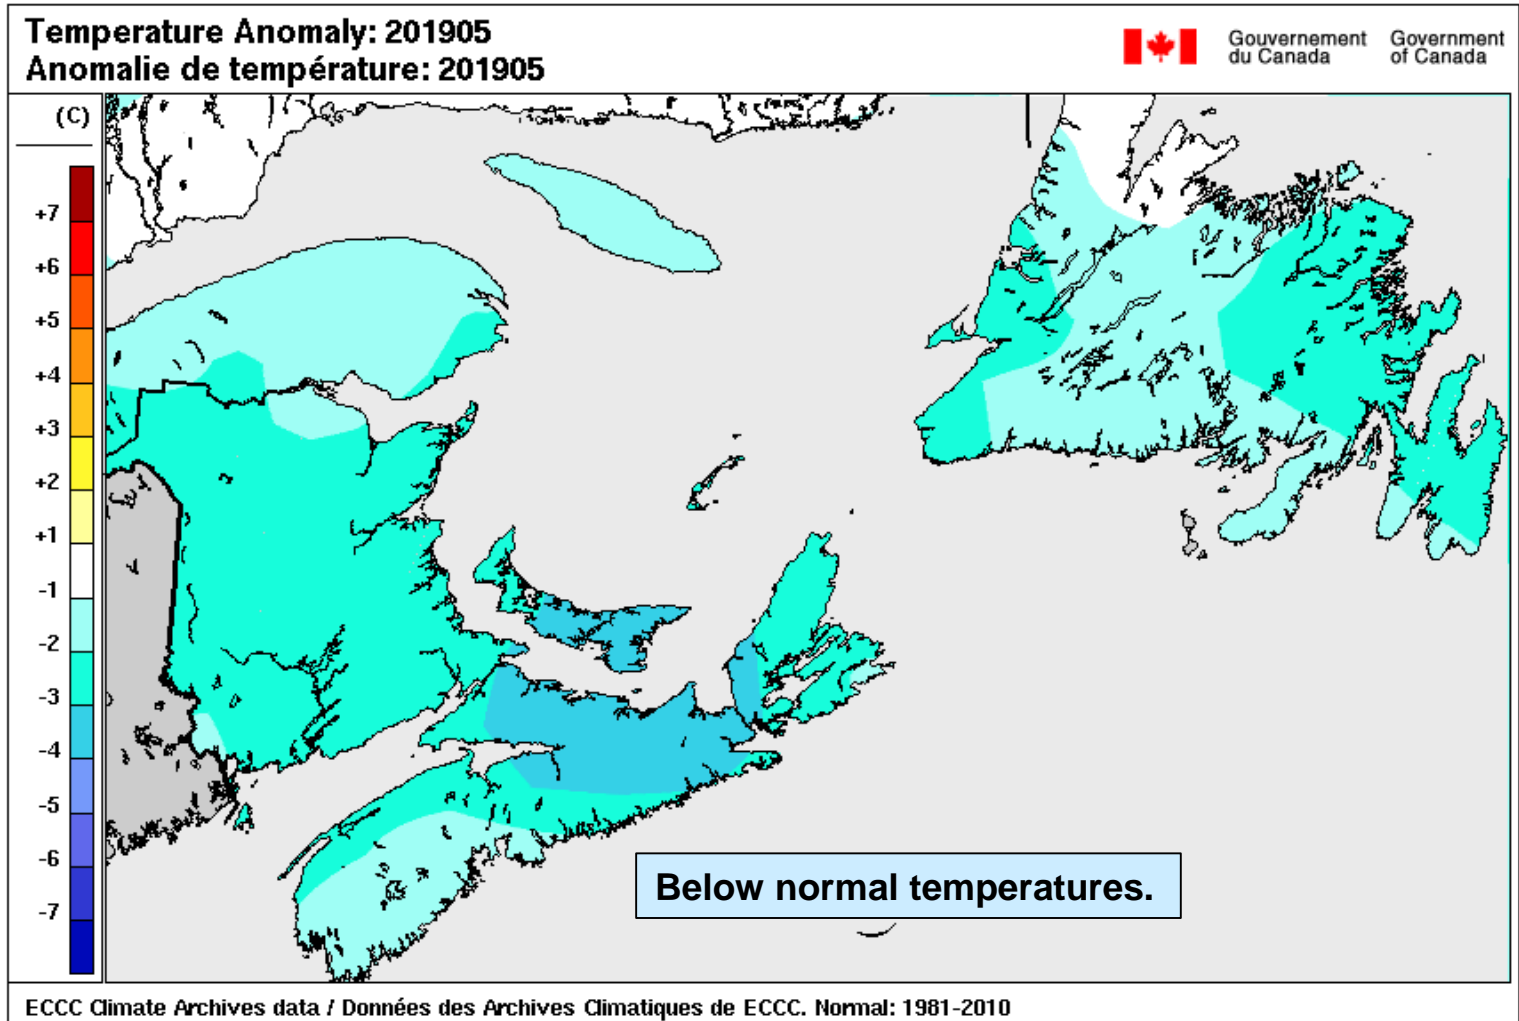 Temperature Anomaly: 201905
Anomalie de température: 201905
Gouvernement du Canada
Government of Canada
(C)
+7
+6
+5
+4
+3
+2
+1
-1
-2
-3
-4
-5
-6
-7
Below normal temperatures.
ECCC Climate Archives data / Données des Archives Climatiques de ECCC. Normal: 1981-2010